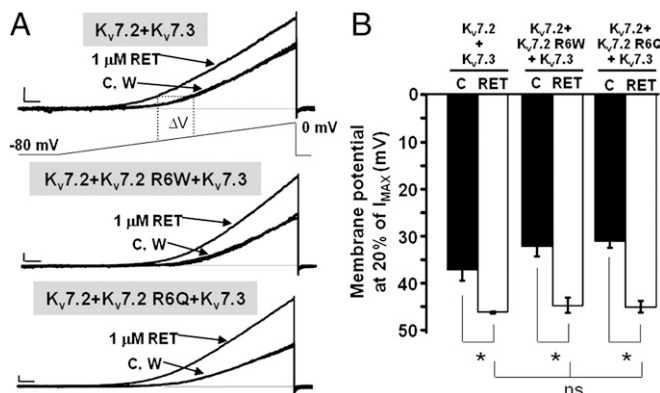 A
Kv7.2+Kv7.3
1 μM RET
C, W
ΔV
-80 mV
0 mV
Kv7.2+Kv7.2 R6W+Kv7.3
1 μM RET
C, W
Kv7.2+Kv7.2 R6Q+Kv7.3
1 μM RET
C, W
B
Kv7.2
+
Kv7.3
Kv7.2+
Kv7.2 R6W
+ Kv7.3
Kv7.2+
Kv7.2 R6Q
+ Kv7.3
C RET
C RET
C RET
Membrane potential
at 20% of IMAX (mV)
0
10
20
30
40
50
* * *
ns